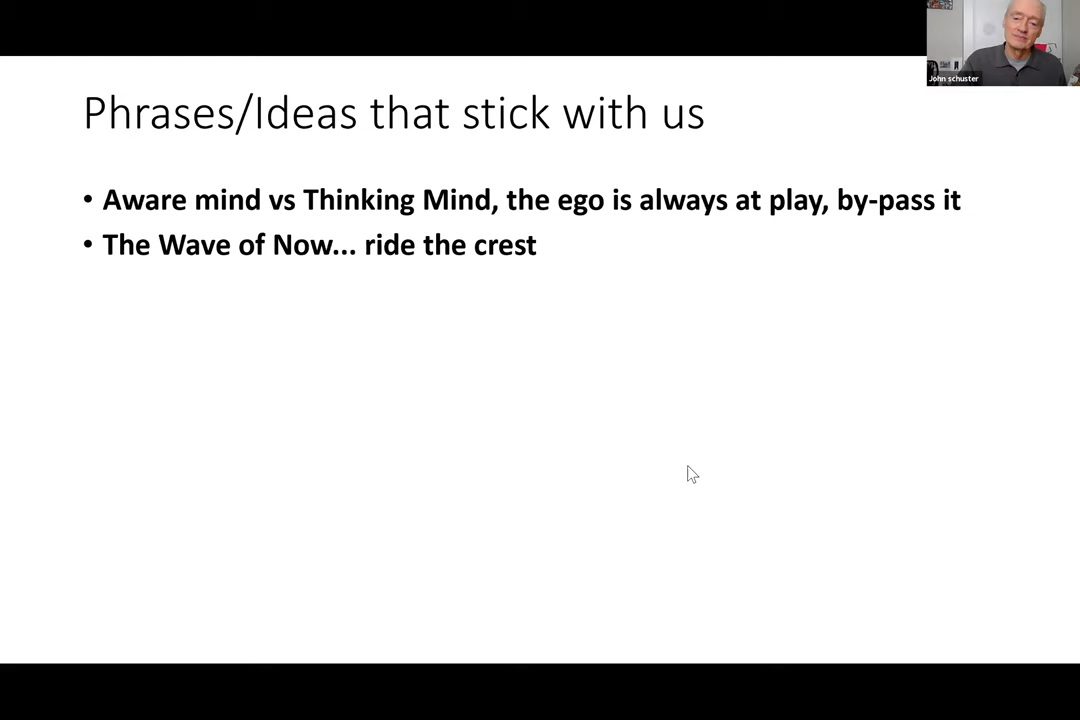 John schuster
Phrases/Ideas that stick with us
• Aware mind vs Thinking Mind, the ego is always at play, by-pass it
• The Wave of Now... ride the crest